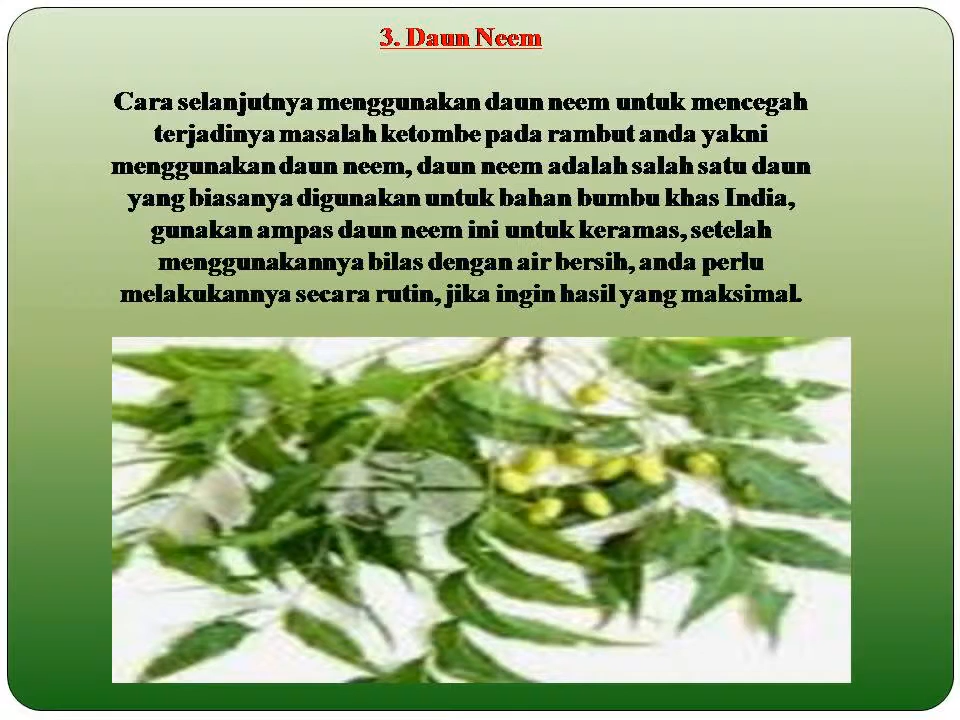 3. Daun Neem
Cara selanjutnya menggunakan daun neem untuk mencegah
terjadinya masalah ketombe pada rambut anda yakni
menggunakan daun neem, daun neem adalah salah satu daun
yang biasanya digunakan untuk bahan bumbu khas India,
gunakan ampas daun neem ini untuk keramas, setelah
menggunakannya bilas dengan air bersih, anda perlu
melakukannya secara rutin, jika ingin hasil yang maksimal.